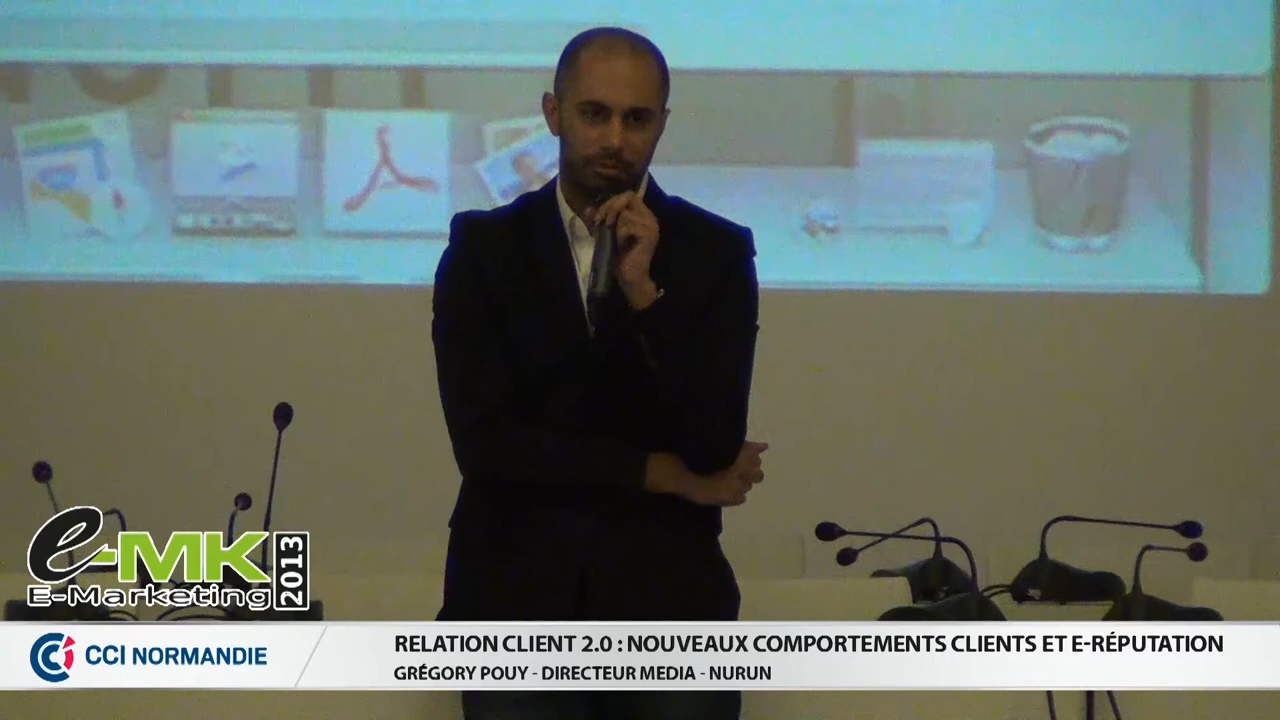 e-MK
E-Marketing
2013
CCI NORMANDIE
RELATION CLIENT 2.0 : NOUVEAUX COMPORTEMENTS CLIENTS ET E-RÉPUTATION
GRÉGORY POUY - DIRECTEUR MEDIA - NURUN